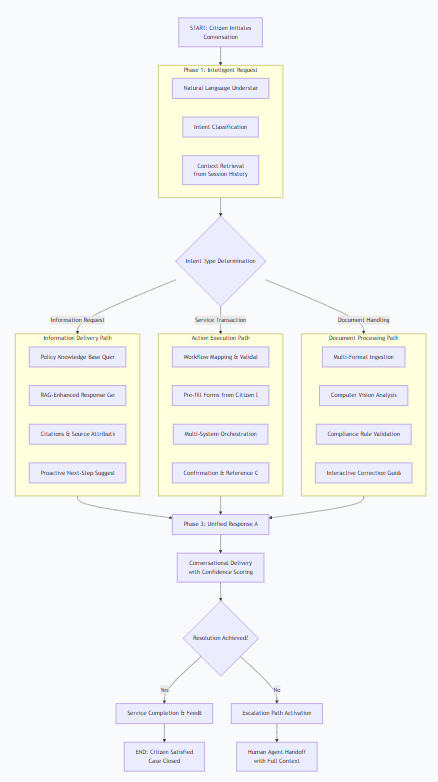 START: Citizen Initiates
Conversation
Phase 1: Intelligent Request
Natural Language Understar
Intent Classification
Context Retrieval
from Session History
Intent Type Determination
Information Request
Service Transaction
Document Handling
Information Delivery Path
Action Execution Path
Document Processing Path
Policy Knowledge Base Quer
Workflow Mapping & Validat
Multi-Format Ingestion
RAG-Enhanced Response Ge
Pre-fill Forms from Citizen D
Computer Vision Analysis
Citations & Source Attributio
Multi-System Orchestration
Compliance Rule Validation
Proactive Next-Step Suggest
Confirmation & Reference G
Interactive Correction Guida
Phase 3: Unified Response A
Conversational Delivery
with Confidence Scoring
Resolution Achieved?
Yes
No
Service Completion & Feedb
Escalation Path Activation
END: Citizen Satisfied
Case Closed
Human Agent Handoff
with Full Context